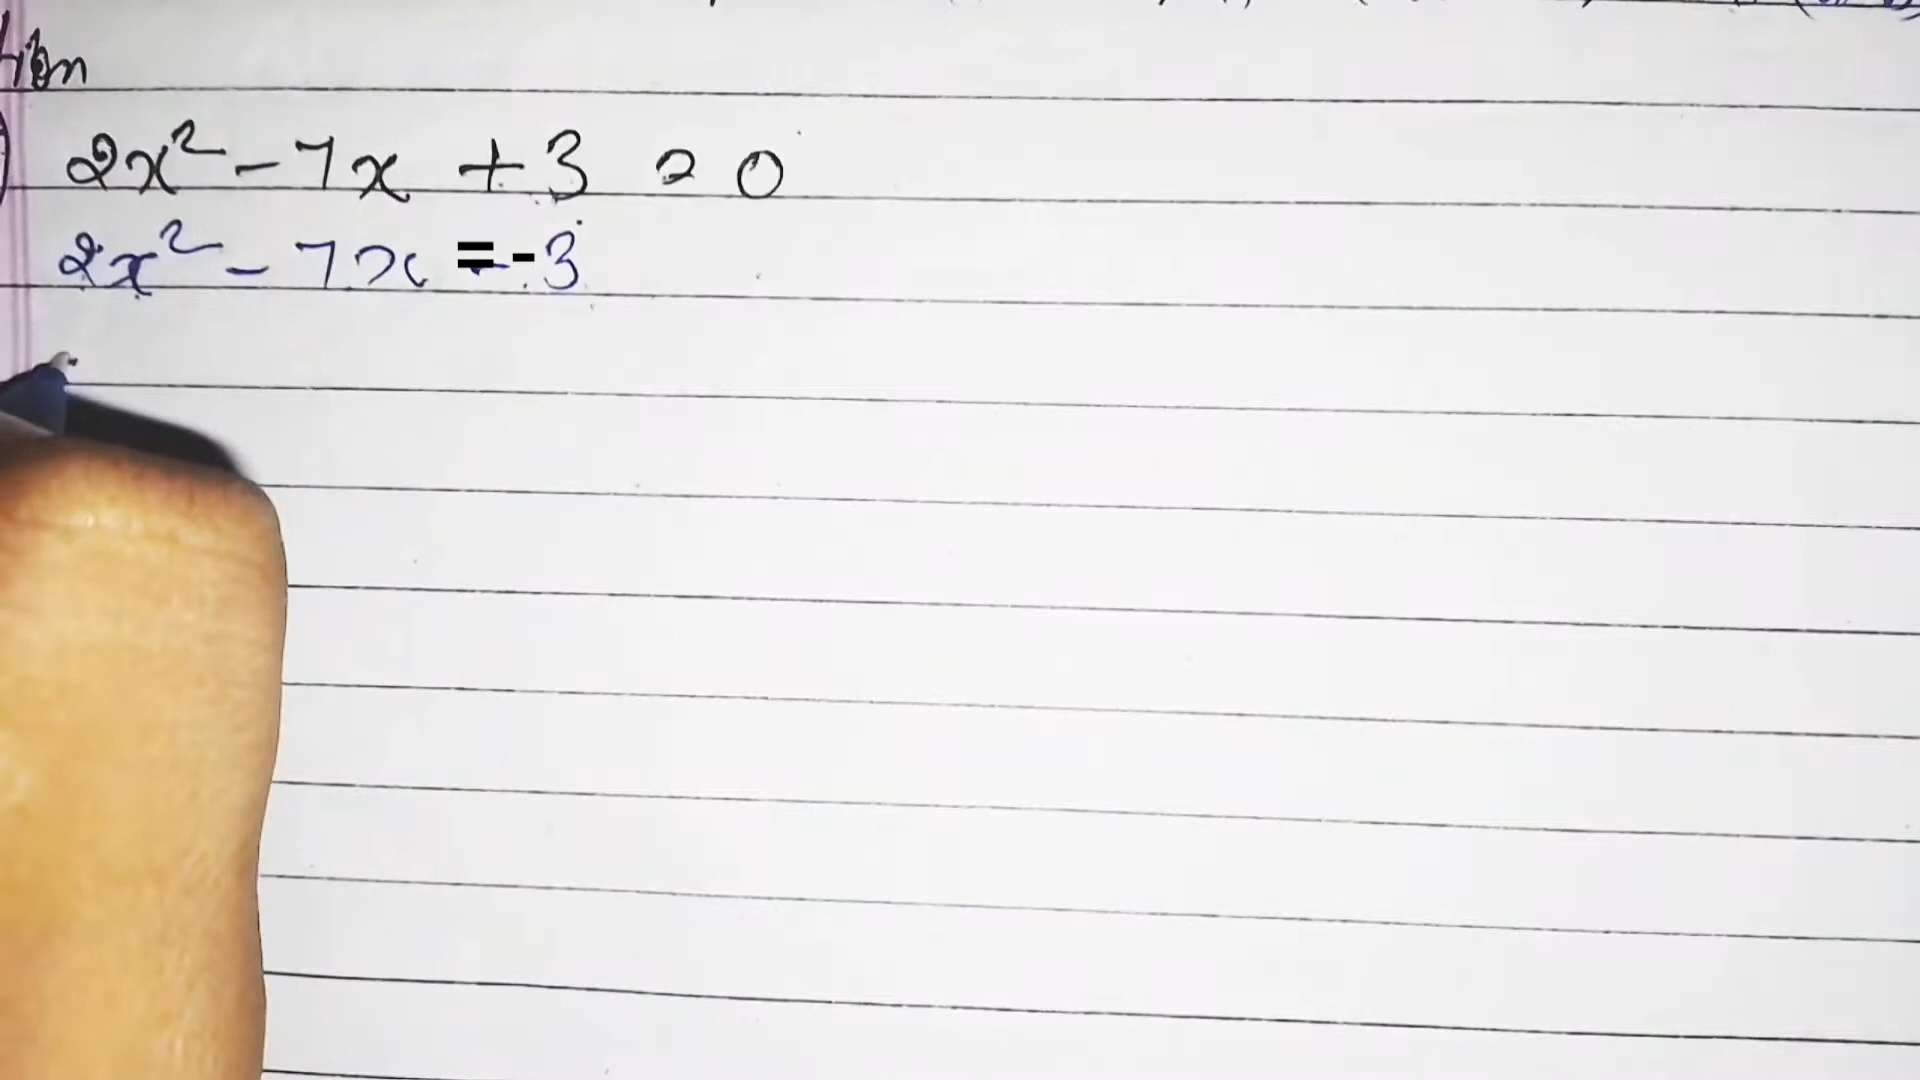 2x² - 7x + 3 = 0
2x² - 7x = -3